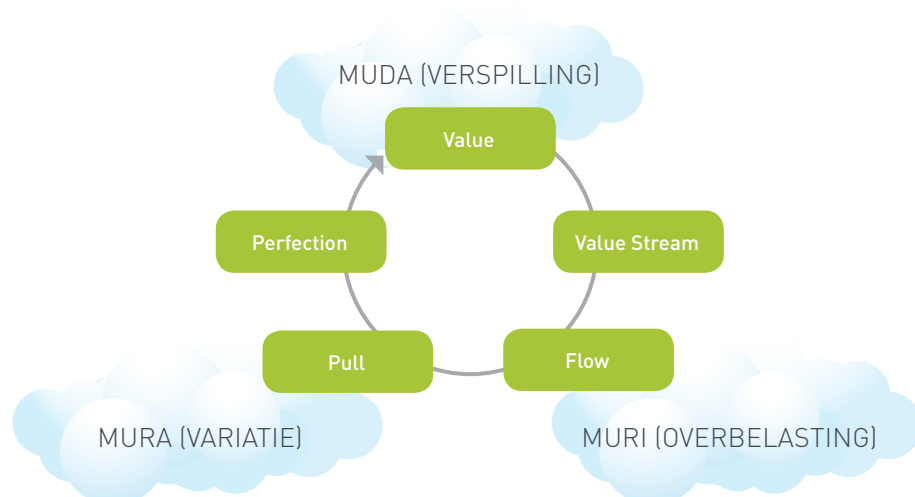 MUDA (VERSPILLING)
Value
Perfection
Value Stream
Pull
Flow
MURA (VARIATIE)
MURI (OVERBELASTING)